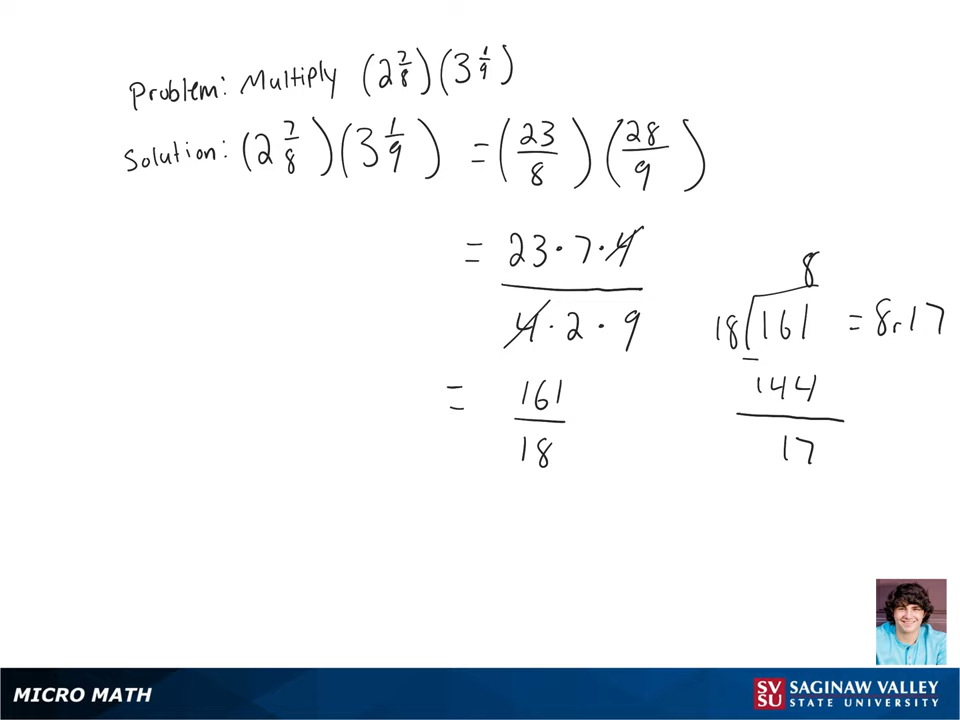 Problem: Multiply (2 7/8)(3 1/9)
Solution: (2 7/8)(3 1/9) = (23/8)(28/9)
= 23·7·4 / 4·2·9
8
18 161 = 8r17
= 161/18
- 144
17
MICRO MATH
SVSU SAGINAW VALLEY
STATE UNIVERSITY